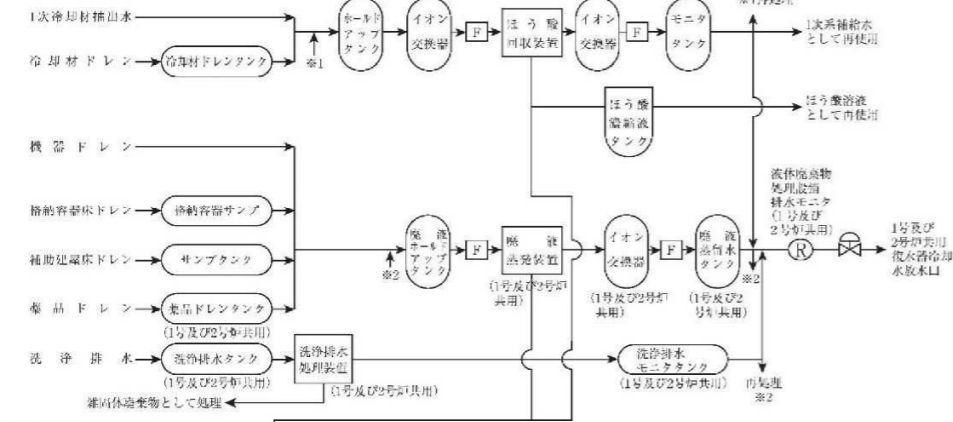 1次冷却材抽出水
ホールド
アップ
タンク
イオン
交換器
F
ほう酸
回収装置
イオン
交換器
F
モニタ
タンク
1次系補給水
として再使用
冷却材ドレン
冷却材ドレンタンク
※1
ほう酸
濃縮液
タンク
ほう酸溶液
として再使用
機器ドレン
格納容器床ドレン
格納容器サンプ
補助建屋床ドレン
サンプタンク
薬品ドレン
薬品ドレンタンク
(1号及び2号炉共用)
※2
廃液
ホールド
アップ
タンク
F
廃液
蒸発装置
(1号及び2号炉
共用)
イオン
交換器
(1号及び2号炉
共用)
F
廃液
蒸留水
タンク
(1号及び2
号炉共用)
※2
液体廃棄物
処理設備
排水モニタ
(1号及び
2号炉共用)
R
1号及び
2号炉共用
復水器冷却
水放水口
洗浄排水
洗浄排水タンク
(1号及び2号炉共用)
洗浄排水
処理装置
(1号及び2号炉共用)
雑固体廃棄物として処理
洗浄排水
モニタタンク
(1号及び2号炉共用)
再処理
※2